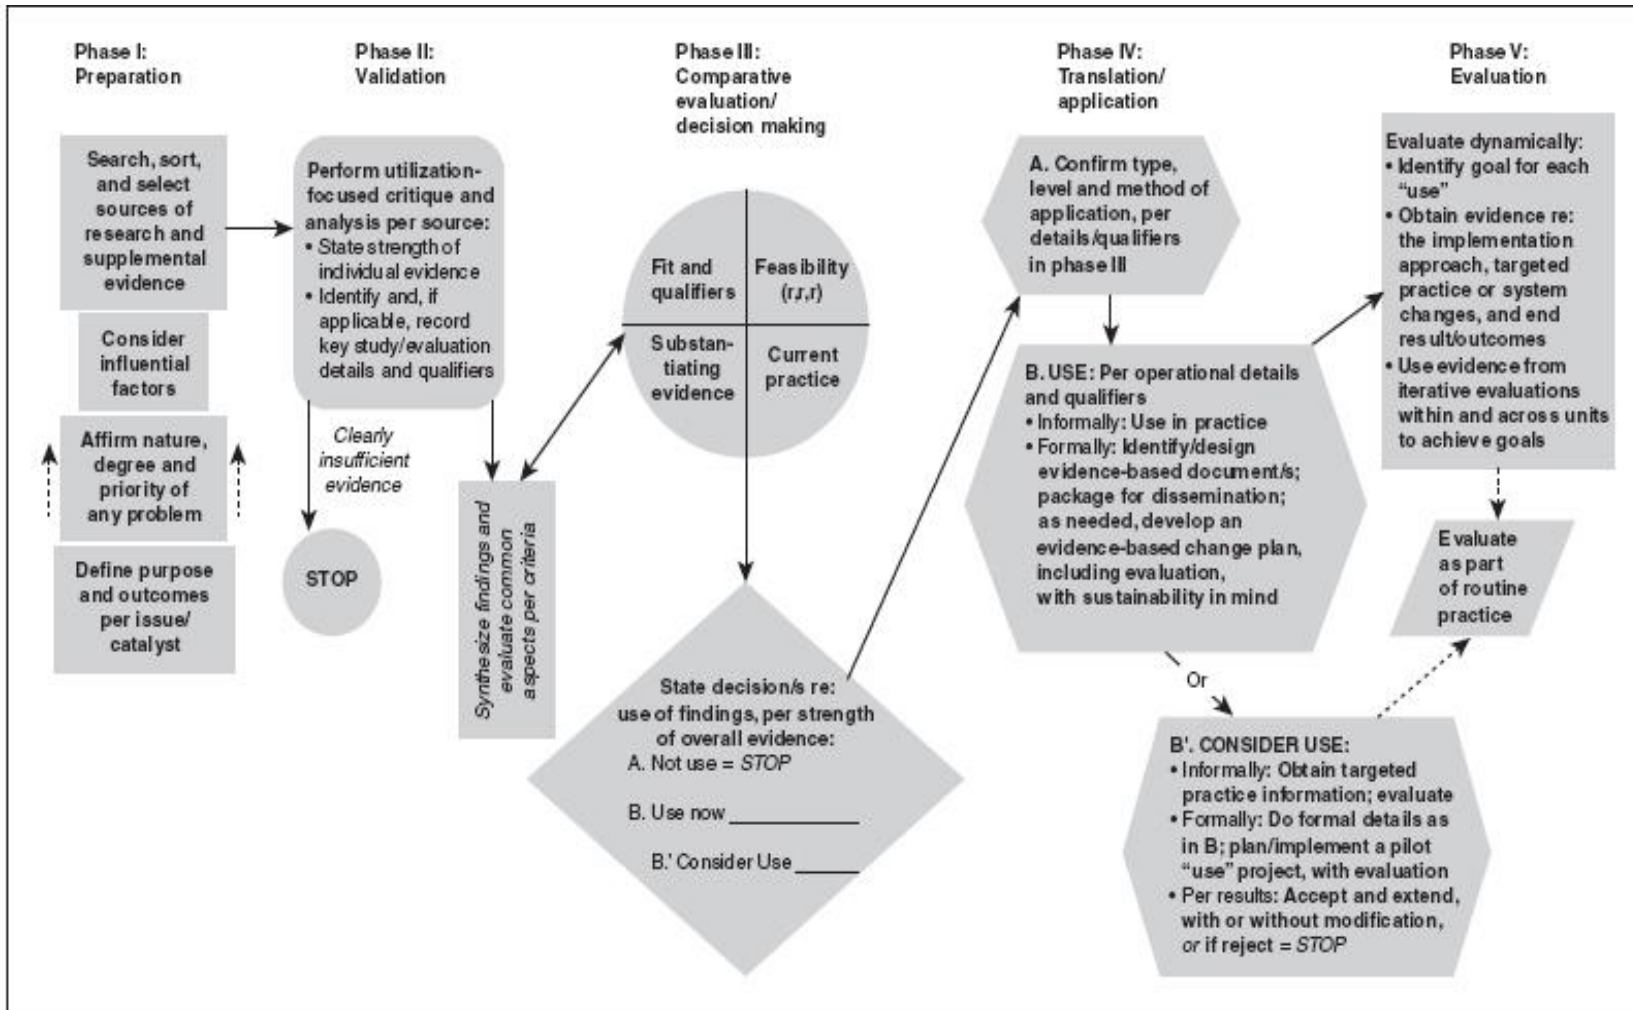 Phase I:
Preparation
Search, sort,
and select
sources of
research and
supplemental
evidence
Consider
influential
factors
Affirm nature,
degree and
priority of
any problem
Define purpose
and outcomes
per issue/
catalyst
Phase II:
Validation
Perform utilization-
focused critique and
analysis per source:
• State strength of
individual evidence
• Identify and, if
applicable, record
key study/evaluation
details and qualifiers
Clearly
insufficient
evidence
STOP
Synthesize findings and
evaluate common
aspects per criteria
Phase III:
Comparative
evaluation/
decision making
Fit and
qualifiers
Feasibility
(r,r,r)
Substan-
tiating
evidence
Current
practice
State decision/s re:
use of findings, per strength
of overall evidence:
A. Not use = STOP
B. Use now ____________
B.' Consider Use ______
Phase IV:
Translation/
application
A. Confirm type,
level and method of
application, per
details/qualifiers
in phase III
B. USE: Per operational details
and qualifiers
• Informally: Use in practice
• Formally: Identify/design
evidence-based document/s;
package for dissemination;
as needed, develop an
evidence-based change plan,
including evaluation,
with sustainability in mind
Or
B'. CONSIDER USE:
• Informally: Obtain targeted
practice information; evaluate
• Formally: Do formal details as
in B; plan/implement a pilot
“use” project, with evaluation
• Per results: Accept and extend,
with or without modification,
or if reject = STOP
Phase V:
Evaluation
Evaluate dynamically:
• Identify goal for each
“use”
• Obtain evidence re:
the implementation
approach, targeted
practice or system
changes, and end
result/outcomes
• Use evidence from
iterative evaluations
within and across units
to achieve goals
Evaluate
as part
of routine
practice